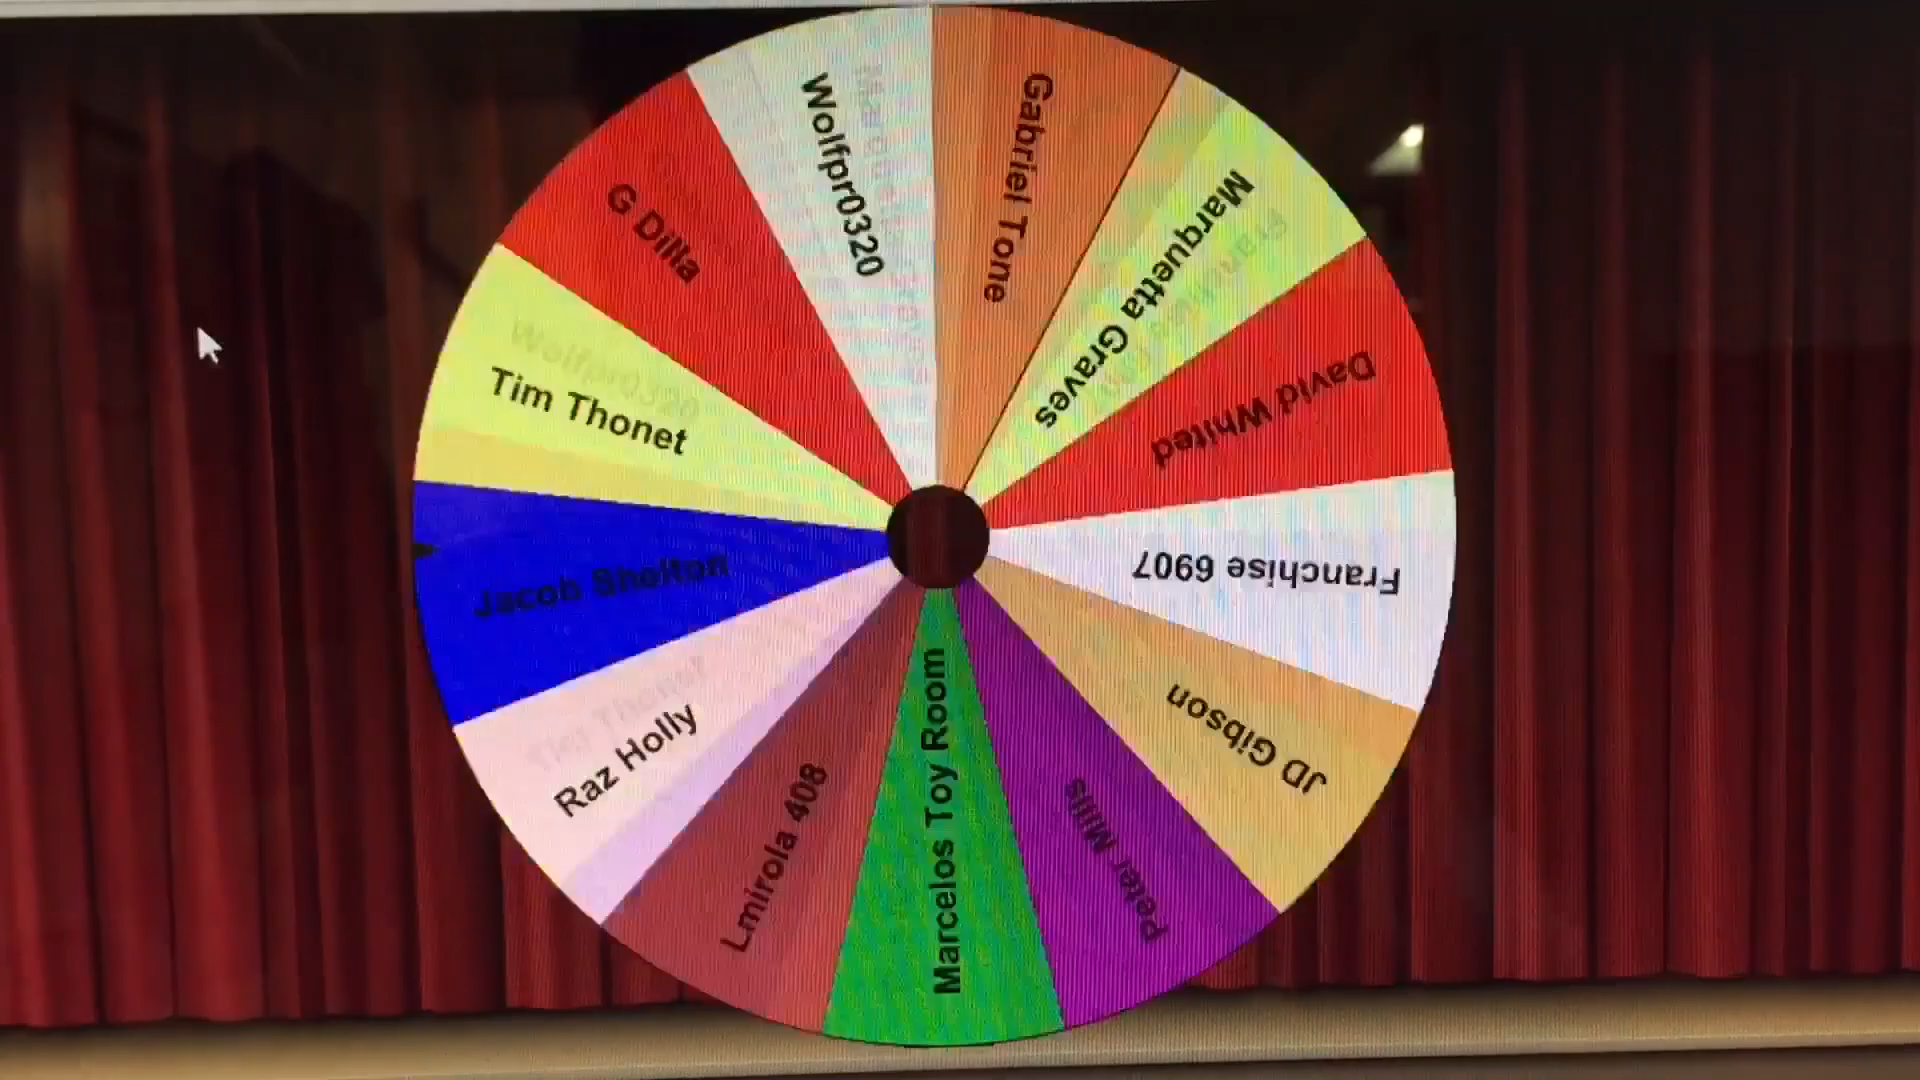 Gabriel Tone
Marquetta Graves
David Whited
Franchise 6907
JD Gibson
Peter Mills
Marcelos Toy Room
Lmirola 408
Raz Holly
Jacob Shelton
Tim Thonet
G Dilla
Wolfpr0320